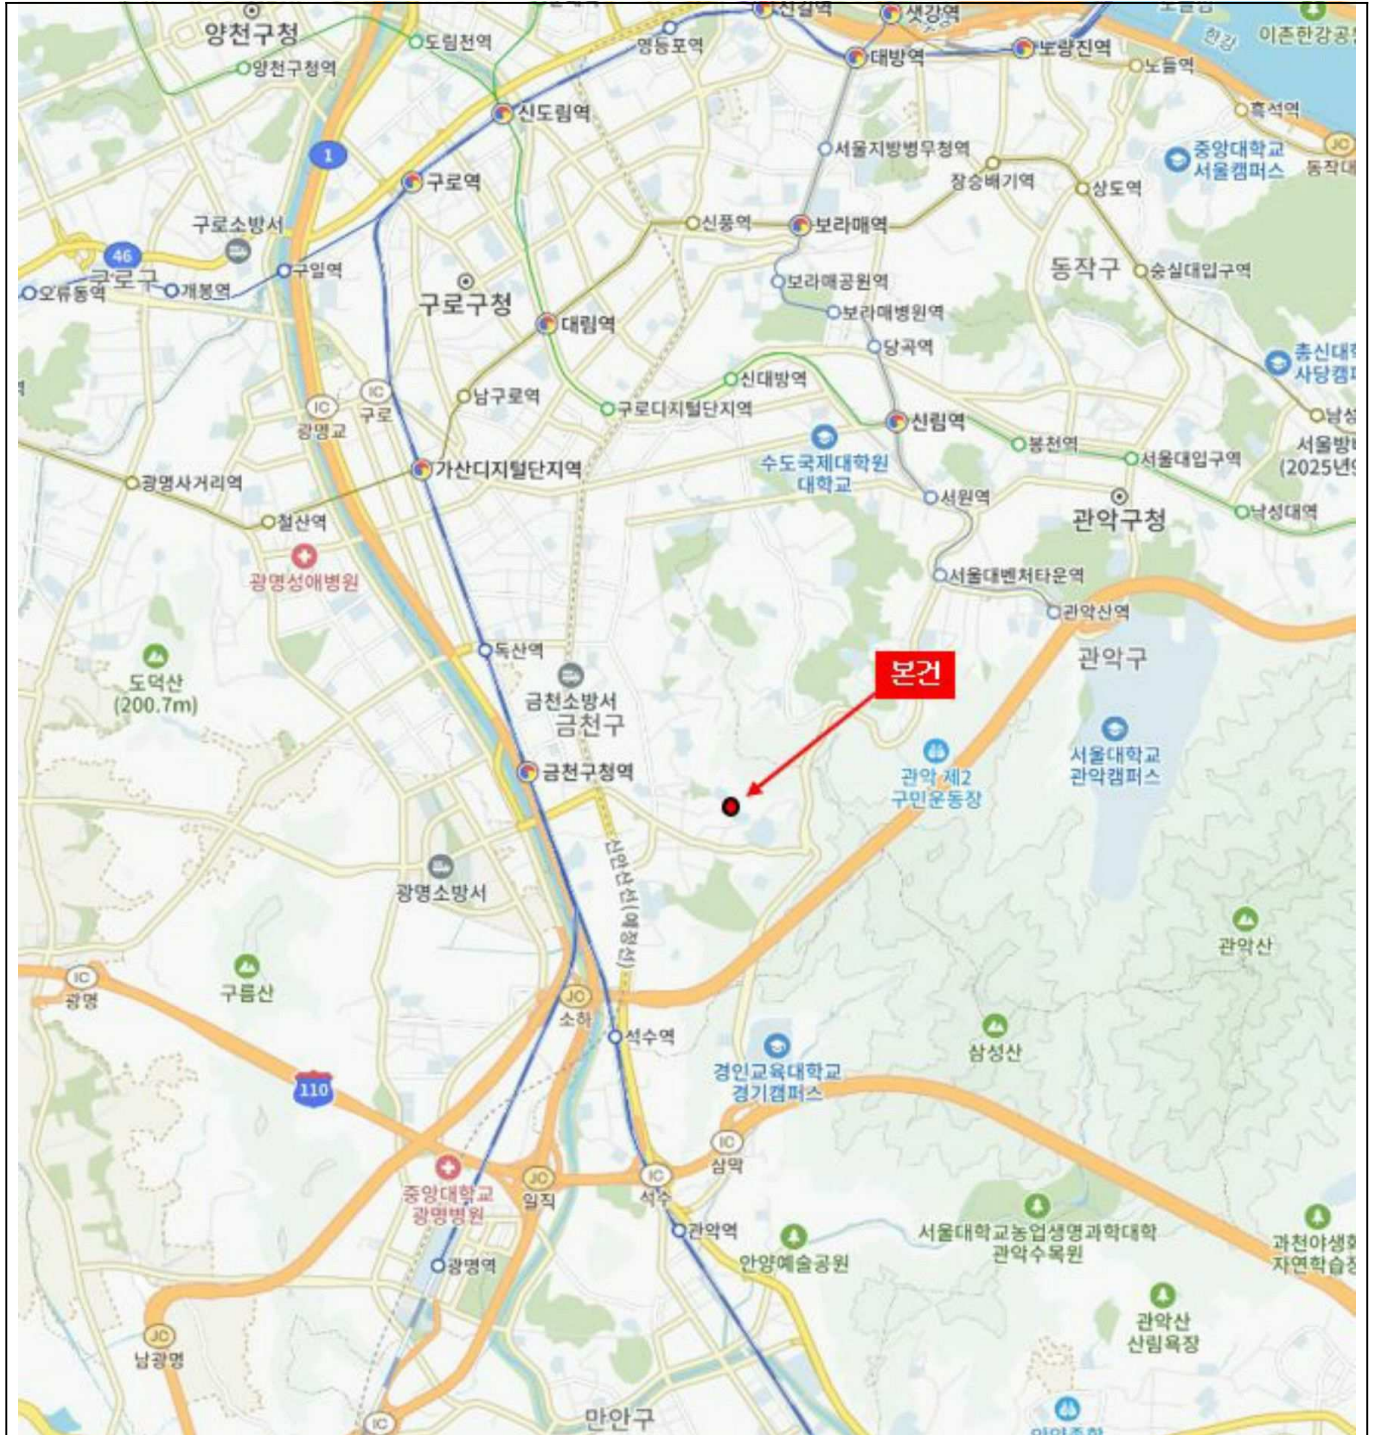 신길역
샛강역
노들섬
양천구청
도림천역
영등포역
대방역
노량진역
한강
이촌한강공원
양천구청역
노들역
신도림역
흑석역
1
서울지방병무청역
중앙대학교
서울캠퍼스
JC
동작대
구로역
장승배기역
상도역
구로소방서
신풍역
보라매역
46
구로구
구일역
동작구
숭실대입구역
오류동역
개봉역
구로구청
보라매공원역
보라매병원역
대림역
당곡역
총신대학
사당캠퍼
신대방역
IC
구로
IC
광명교
남구로역
구로디지털단지역
신림역
남성
수도국제대학원
대학교
봉천역
서울대입구역
서울방배
(2025년9
가산디지털단지역
광명사거리역
서원역
관악구청
낙성대역
철산역
광명성애병원
서울대벤처타운역
관악산역
독산역
관악구
본건
도덕산
(200.7m)
금천소방서
금천구
서울대학교
관악캠퍼스
금천구청역
관악 제2
구민운동장
신안산선(예정선)
광명소방서
관악산
IC
광명
구름산
JC
소하
석수역
삼성산
경인교육대학교
경기캠퍼스
110
IC
삼막
중앙대학교
광명병원
JC
일직
IC
석수
관악역
안양예술공원
서울대학교농업생명과학대학
관악수목원
과천야생화
자연학습장
광명역
관악산
산림욕장
JC
남광명
IC
만안구